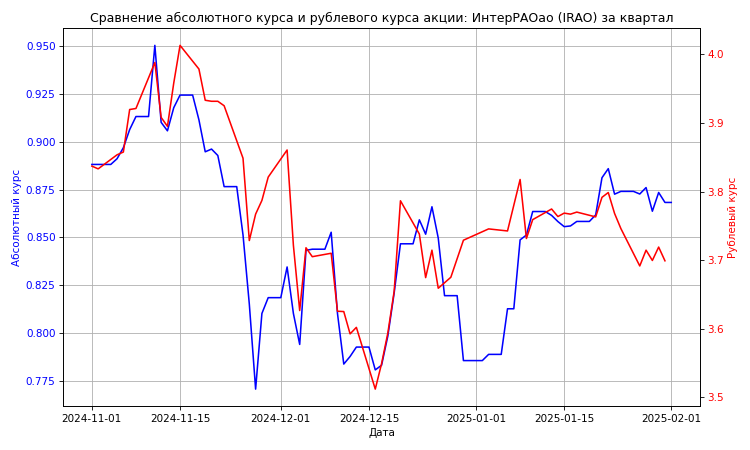 Сравнение абсолютного курса и рублевого курса акции: ИнтерРАОао (IRAO) за квартал
Абсолютный курс
0.950
0.925
0.900
0.875
0.850
0.825
0.800
0.775
4.0
3.9
3.8
3.7
3.6
3.5
Рублевый курс
2024-11-01 2024-11-15 2024-12-01 2024-12-15 2025-01-01 2025-01-15 2025-02-01
Дата